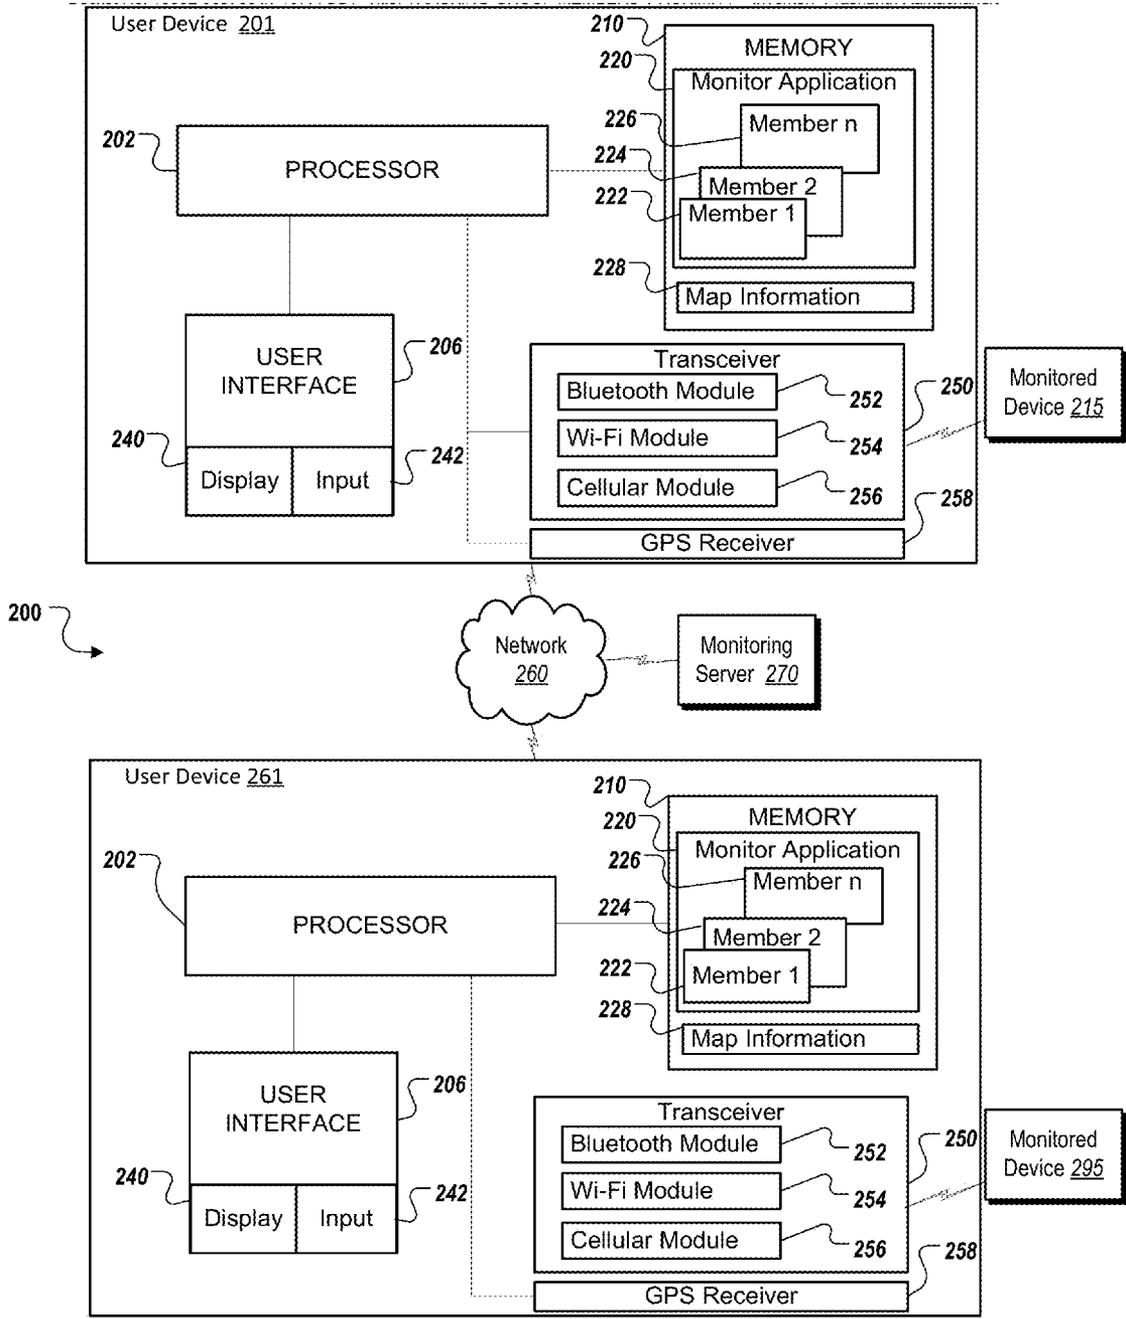 User Device 201
210
MEMORY
220
Monitor Application
226
Member n
202
PROCESSOR
224
Member 2
222
Member 1
228
Map Information
USER
INTERFACE
206
Transceiver
Bluetooth Module
252
250
Monitored
Device 215
Wi-Fi Module
254
240
242
Display
Input
Cellular Module
256
258
GPS Receiver
200
Network
260
Monitoring
Server 270
User Device 261
210
MEMORY
220
Monitor Application
226
Member n
202
PROCESSOR
224
Member 2
222
Member 1
228
Map Information
USER
INTERFACE
206
Transceiver
Bluetooth Module
252
250
Monitored
Device 295
Wi-Fi Module
254
240
242
Display
Input
Cellular Module
256
258
GPS Receiver